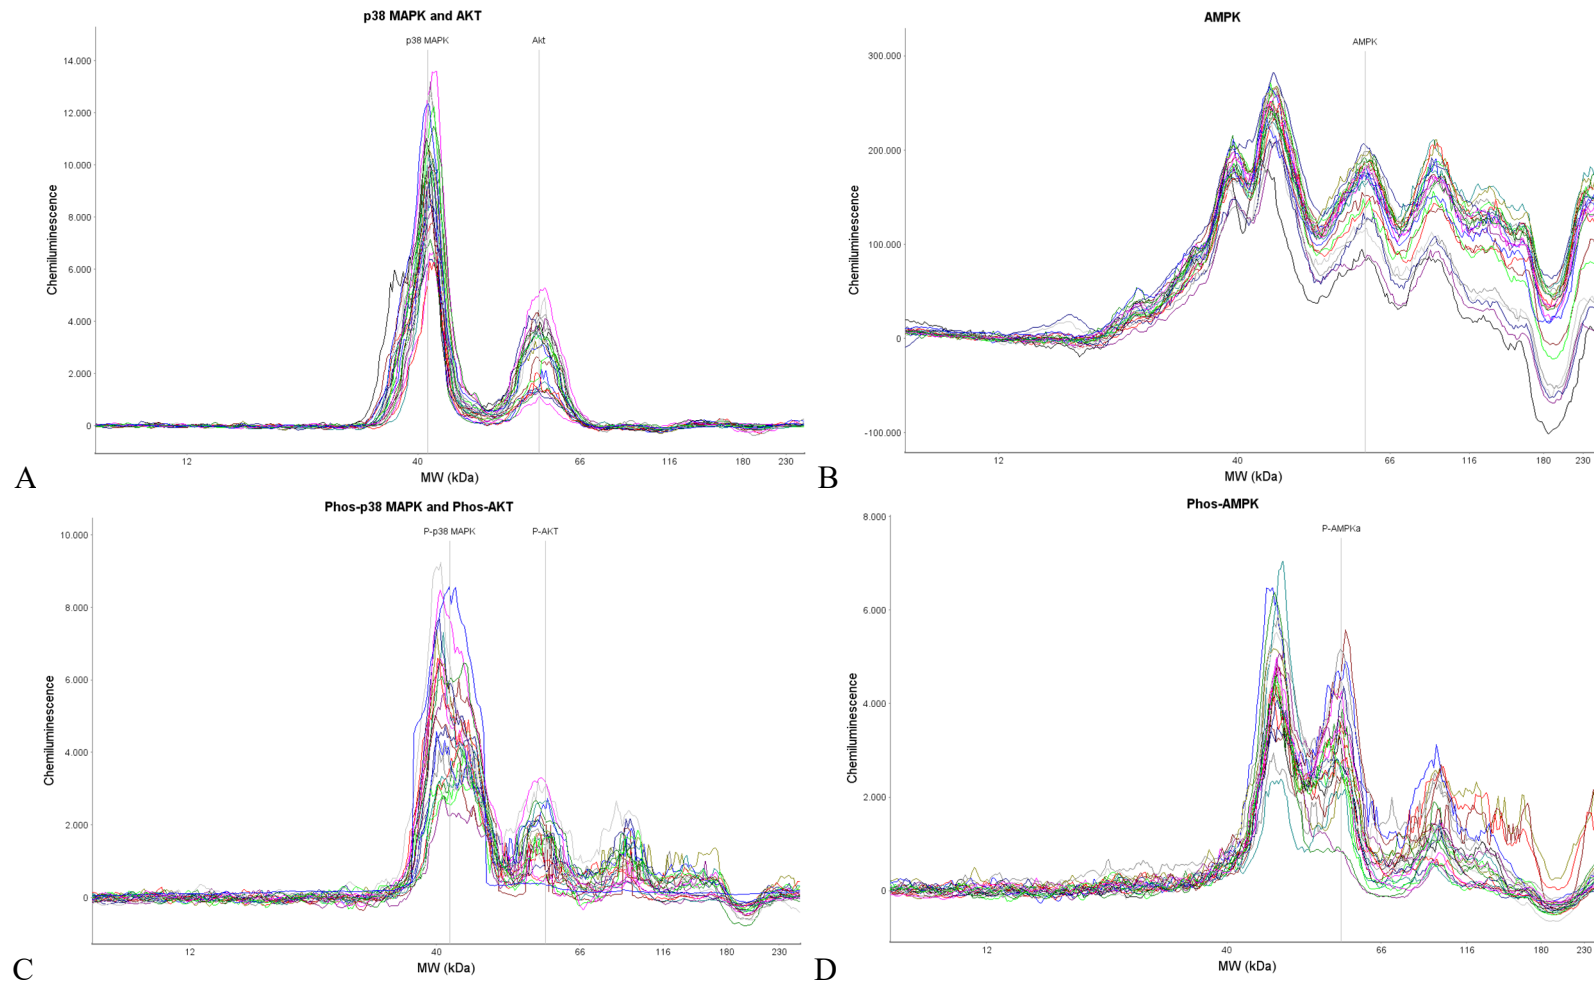 p38 MAPK and AKT
p38 MAPK Akt
14.000
12.000
10.000
8.000
6.000
4.000
2.000
0
Chemiluminescence
12 40 66 116 180 230
MW (kDa)
A
AMPK
AMPK
300.000
200.000
100.000
0
-100.000
Chemiluminescence
12 40 66 116 180 230
MW (kDa)
B
Phos-p38 MAPK and Phos-AKT
P-p38 MAPK P-AKT
10.000
8.000
6.000
4.000
2.000
0
Chemiluminescence
12 40 66 116 180 230
MW (kDa)
C
Phos-AMPK
P-AMPKa
8.000
6.000
4.000
2.000
0
Chemiluminescence
12 40 66 116 180 230
MW (kDa)
D